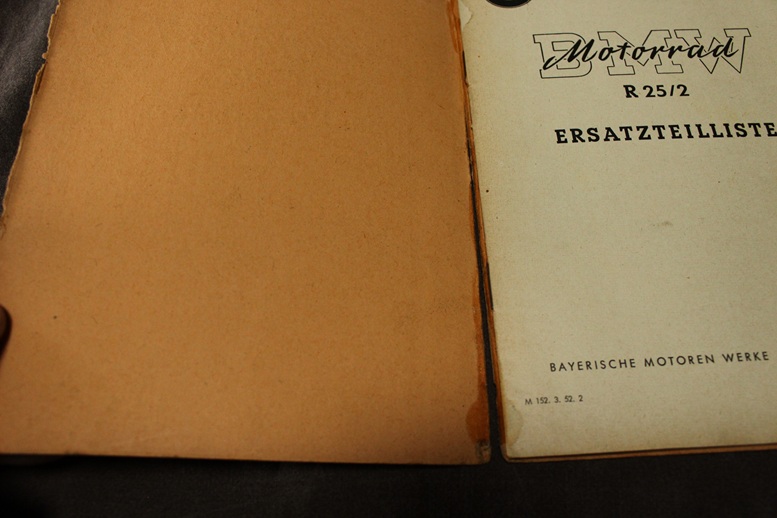 BMW Motorrad
R 25/2
ERSATZTEILLISTE
BAYERISCHE MOTOREN WERKE
M 152. 3. 52. 2